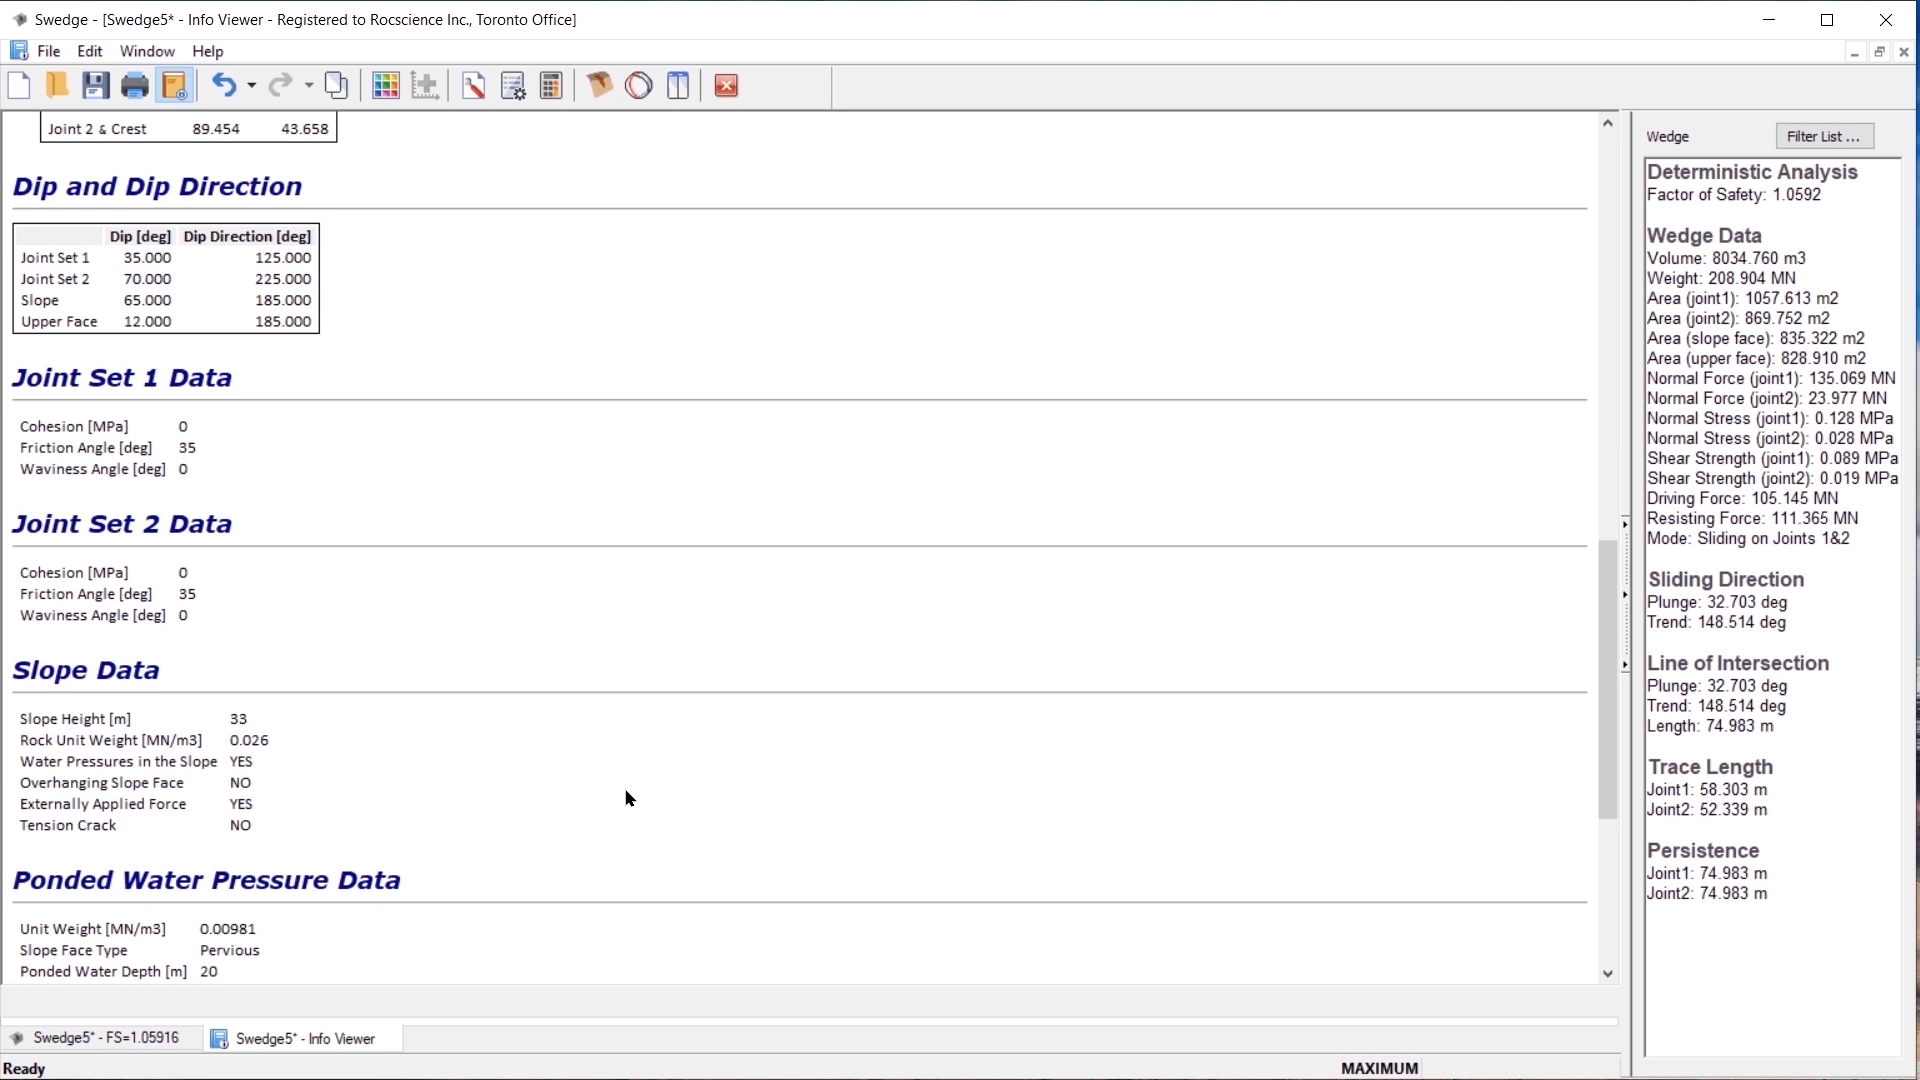 Swedge - [Swedge5* - Info Viewer - Registered to Rocscience Inc., Toronto Office]
File Edit Window Help
Joint 2 & Crest 89.454 43.658
Dip and Dip Direction
Dip [deg] Dip Direction [deg]
Joint Set 1 35.000 125.000
Joint Set 2 70.000 225.000
Slope 65.000 185.000
Upper Face 12.000 185.000
Joint Set 1 Data
Cohesion [MPa] 0
Friction Angle [deg] 35
Waviness Angle [deg] 0
Joint Set 2 Data
Cohesion [MPa] 0
Friction Angle [deg] 35
Waviness Angle [deg] 0
Slope Data
Slope Height [m] 33
Rock Unit Weight [MN/m3] 0.026
Water Pressures in the Slope YES
Overhanging Slope Face NO
Externally Applied Force YES
Tension Crack NO
Ponded Water Pressure Data
Unit Weight [MN/m3] 0.00981
Slope Face Type Pervious
Ponded Water Depth [m] 20
Wedge Filter List ...
Deterministic Analysis
Factor of Safety: 1.0592
Wedge Data
Volume: 8034.760 m3
Weight: 208.904 MN
Area (joint1): 1057.613 m2
Area (joint2): 869.752 m2
Area (slope face): 835.322 m2
Area (upper face): 828.910 m2
Normal Force (joint1): 135.069 MN
Normal Force (joint2): 23.977 MN
Normal Stress (joint1): 0.128 MPa
Normal Stress (joint2): 0.028 MPa
Shear Strength (joint1): 0.089 MPa
Shear Strength (joint2): 0.019 MPa
Driving Force: 105.145 MN
Resisting Force: 111.365 MN
Mode: Sliding on Joints 1&2
Sliding Direction
Plunge: 32.703 deg
Trend: 148.514 deg
Line of Intersection
Plunge: 32.703 deg
Trend: 148.514 deg
Length: 74.983 m
Trace Length
Joint1: 58.303 m
Joint2: 52.339 m
Persistence
Joint1: 74.983 m
Joint2: 74.983 m
Swedge5* - FS=1.05916 Swedge5* - Info Viewer
Ready MAXIMUM